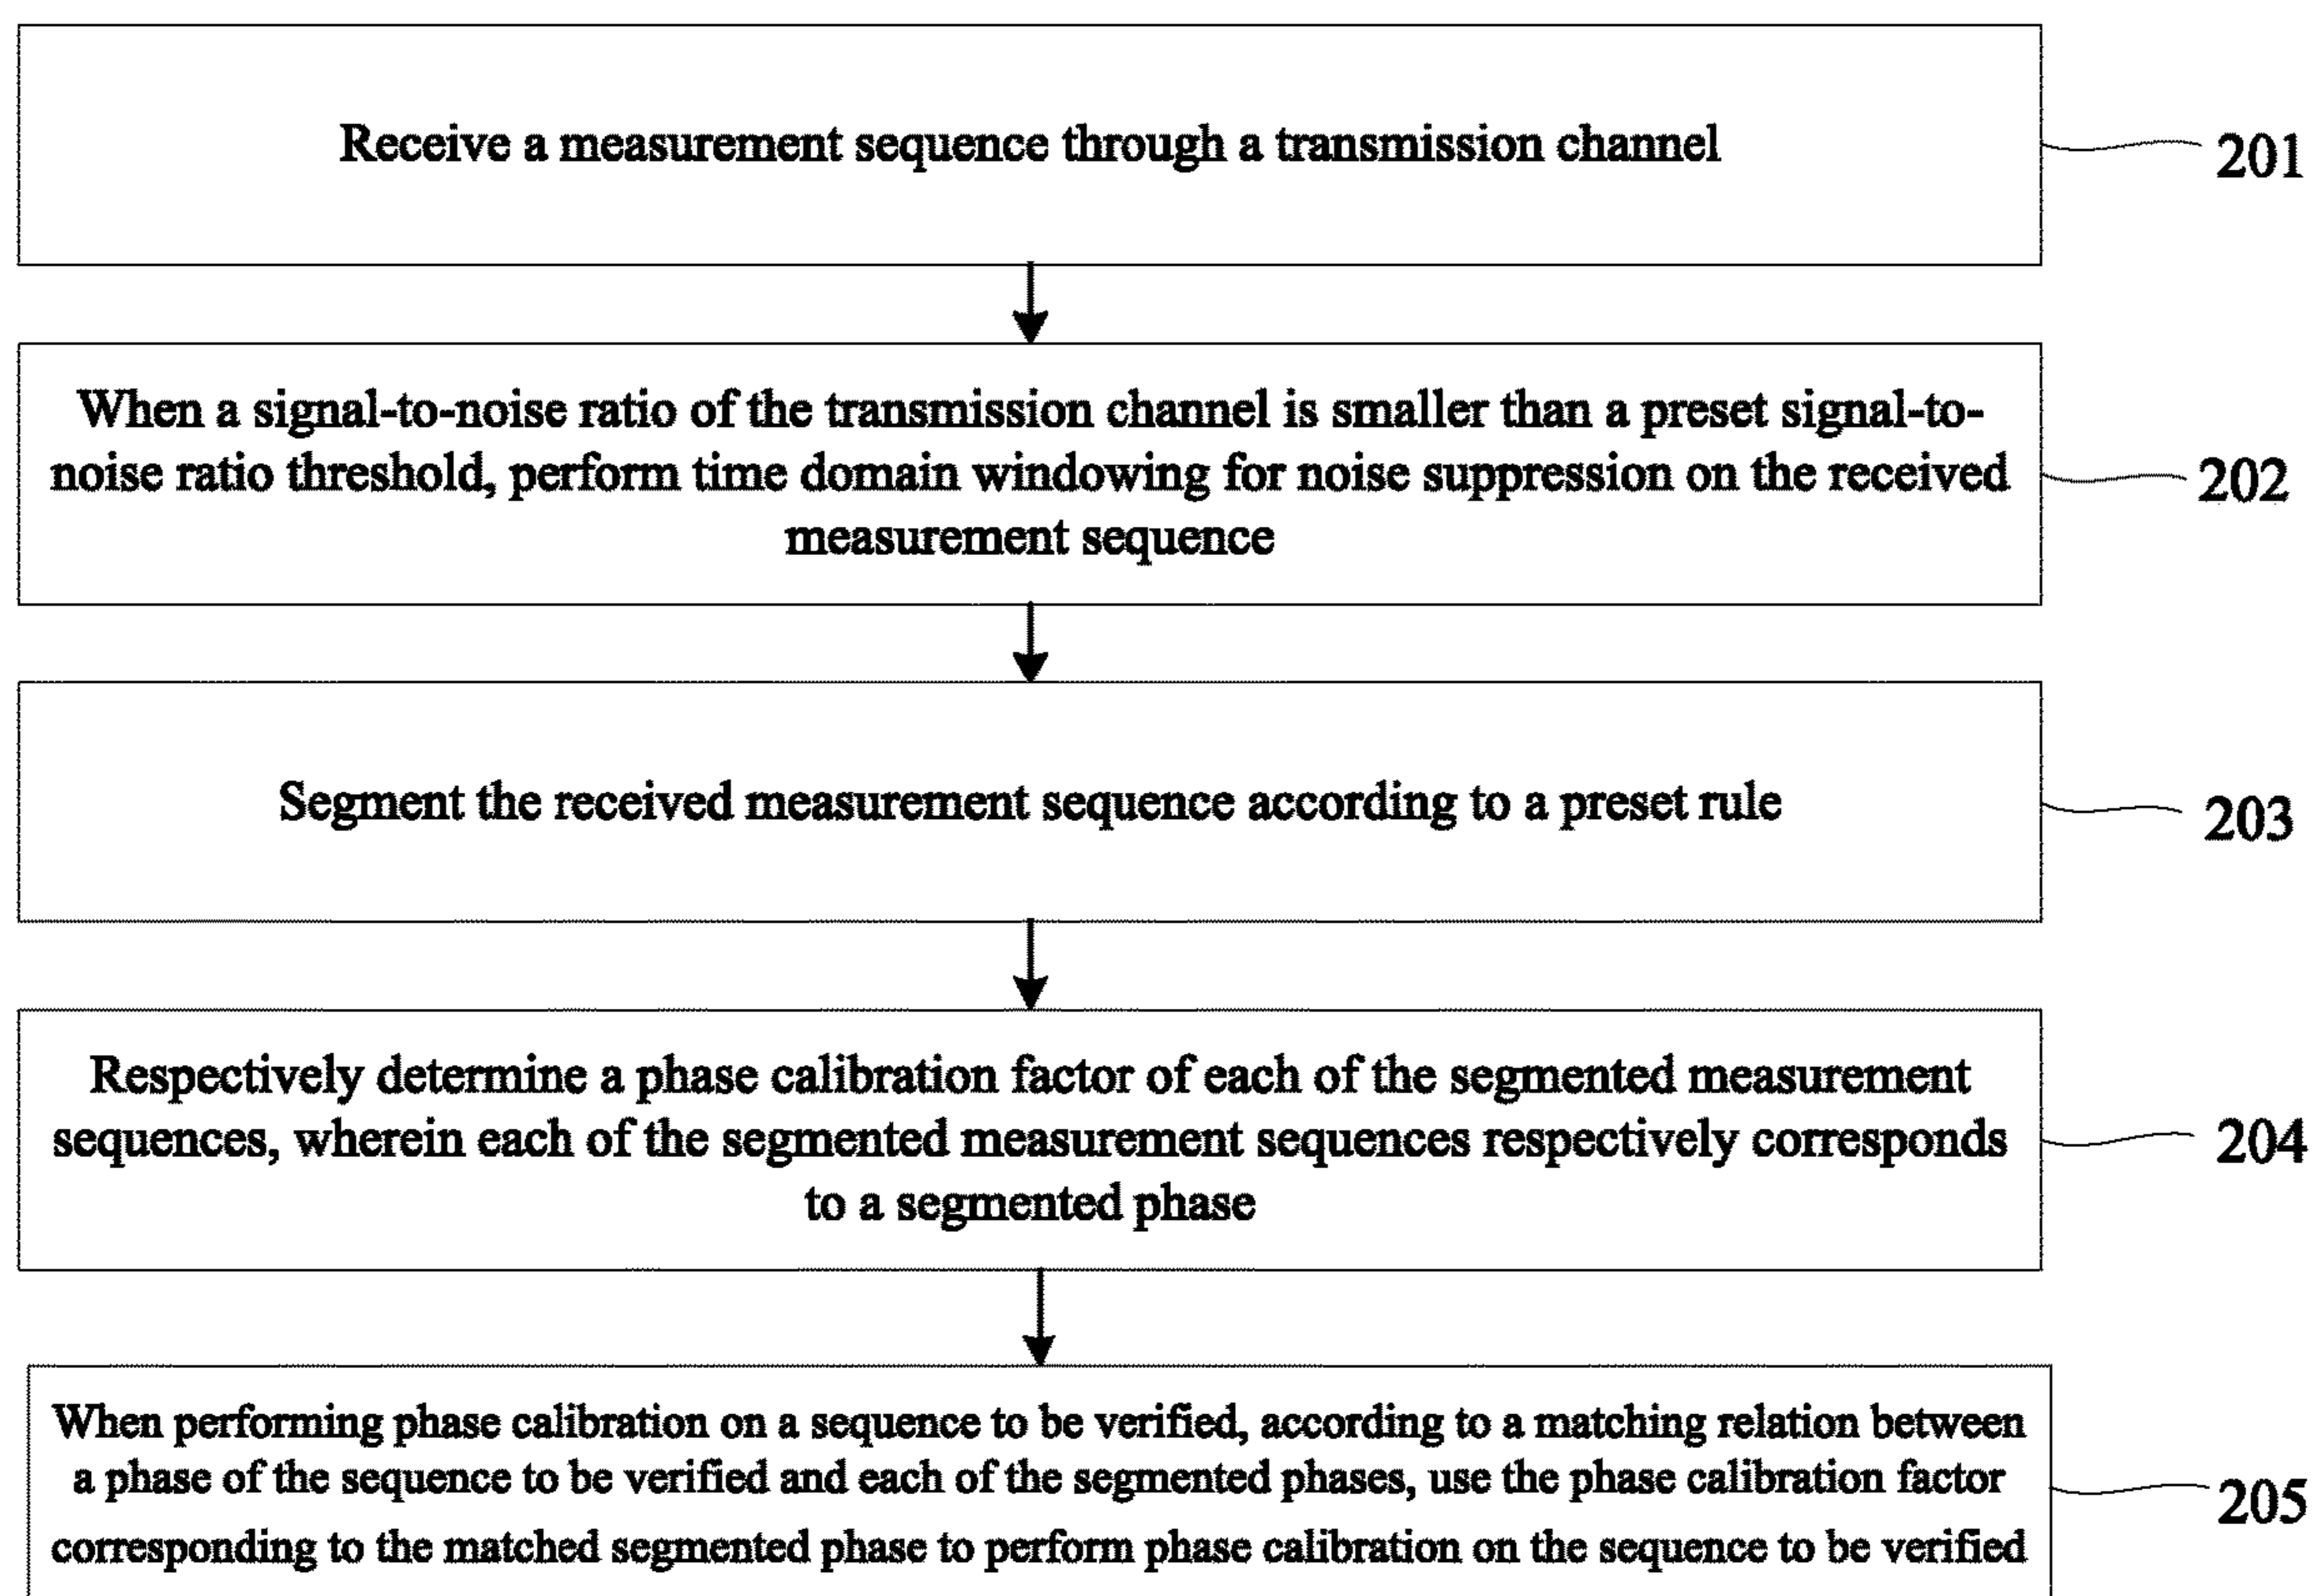 Receive a measurement sequence through a transmission channel
201
When a signal-to-noise ratio of the transmission channel is smaller than a preset signal-to-
noise ratio threshold, perform time domain windowing for noise suppression on the received
measurement sequence
202
Segment the received measurement sequence according to a preset rule
203
Respectively determine a phase calibration factor of each of the segmented measurement
sequences, wherein each of the segmented measurement sequences respectively corresponds
to a segmented phase
204
When performing phase calibration on a sequence to be verified, according to a matching relation between
a phase of the sequence to be verified and each of the segmented phases, use the phase calibration factor
corresponding to the matched segmented phase to perform phase calibration on the sequence to be verified
205